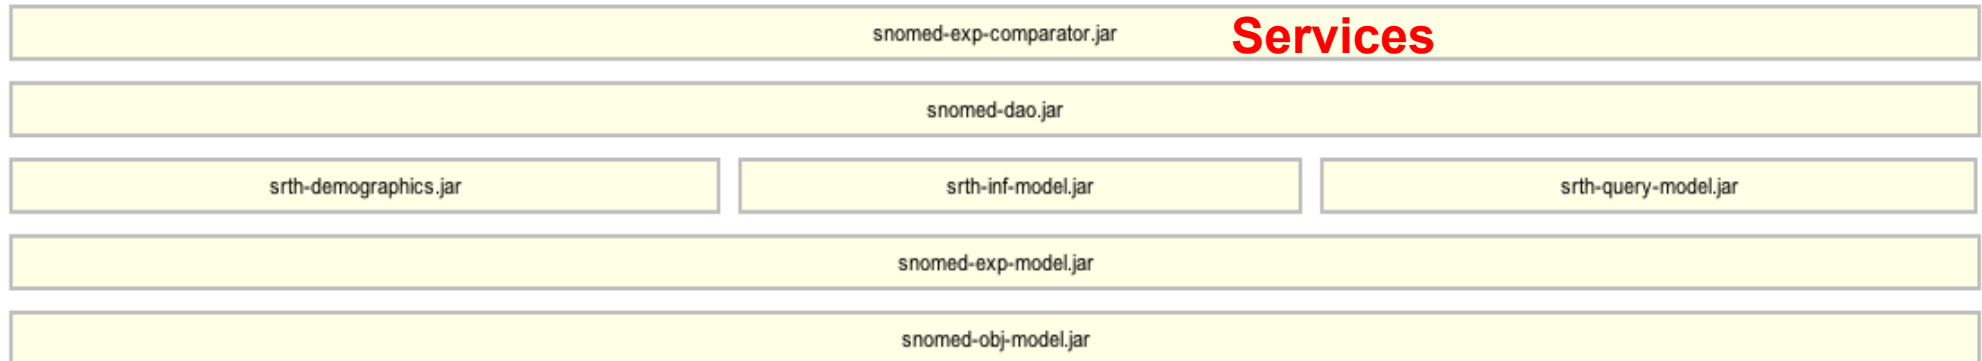 snomed-exp-comparator.jar Services
snomed-dao.jar
srth-demographics.jar srth-inf-model.jar srth-query-model.jar
snomed-exp-model.jar
snomed-obj-model.jar